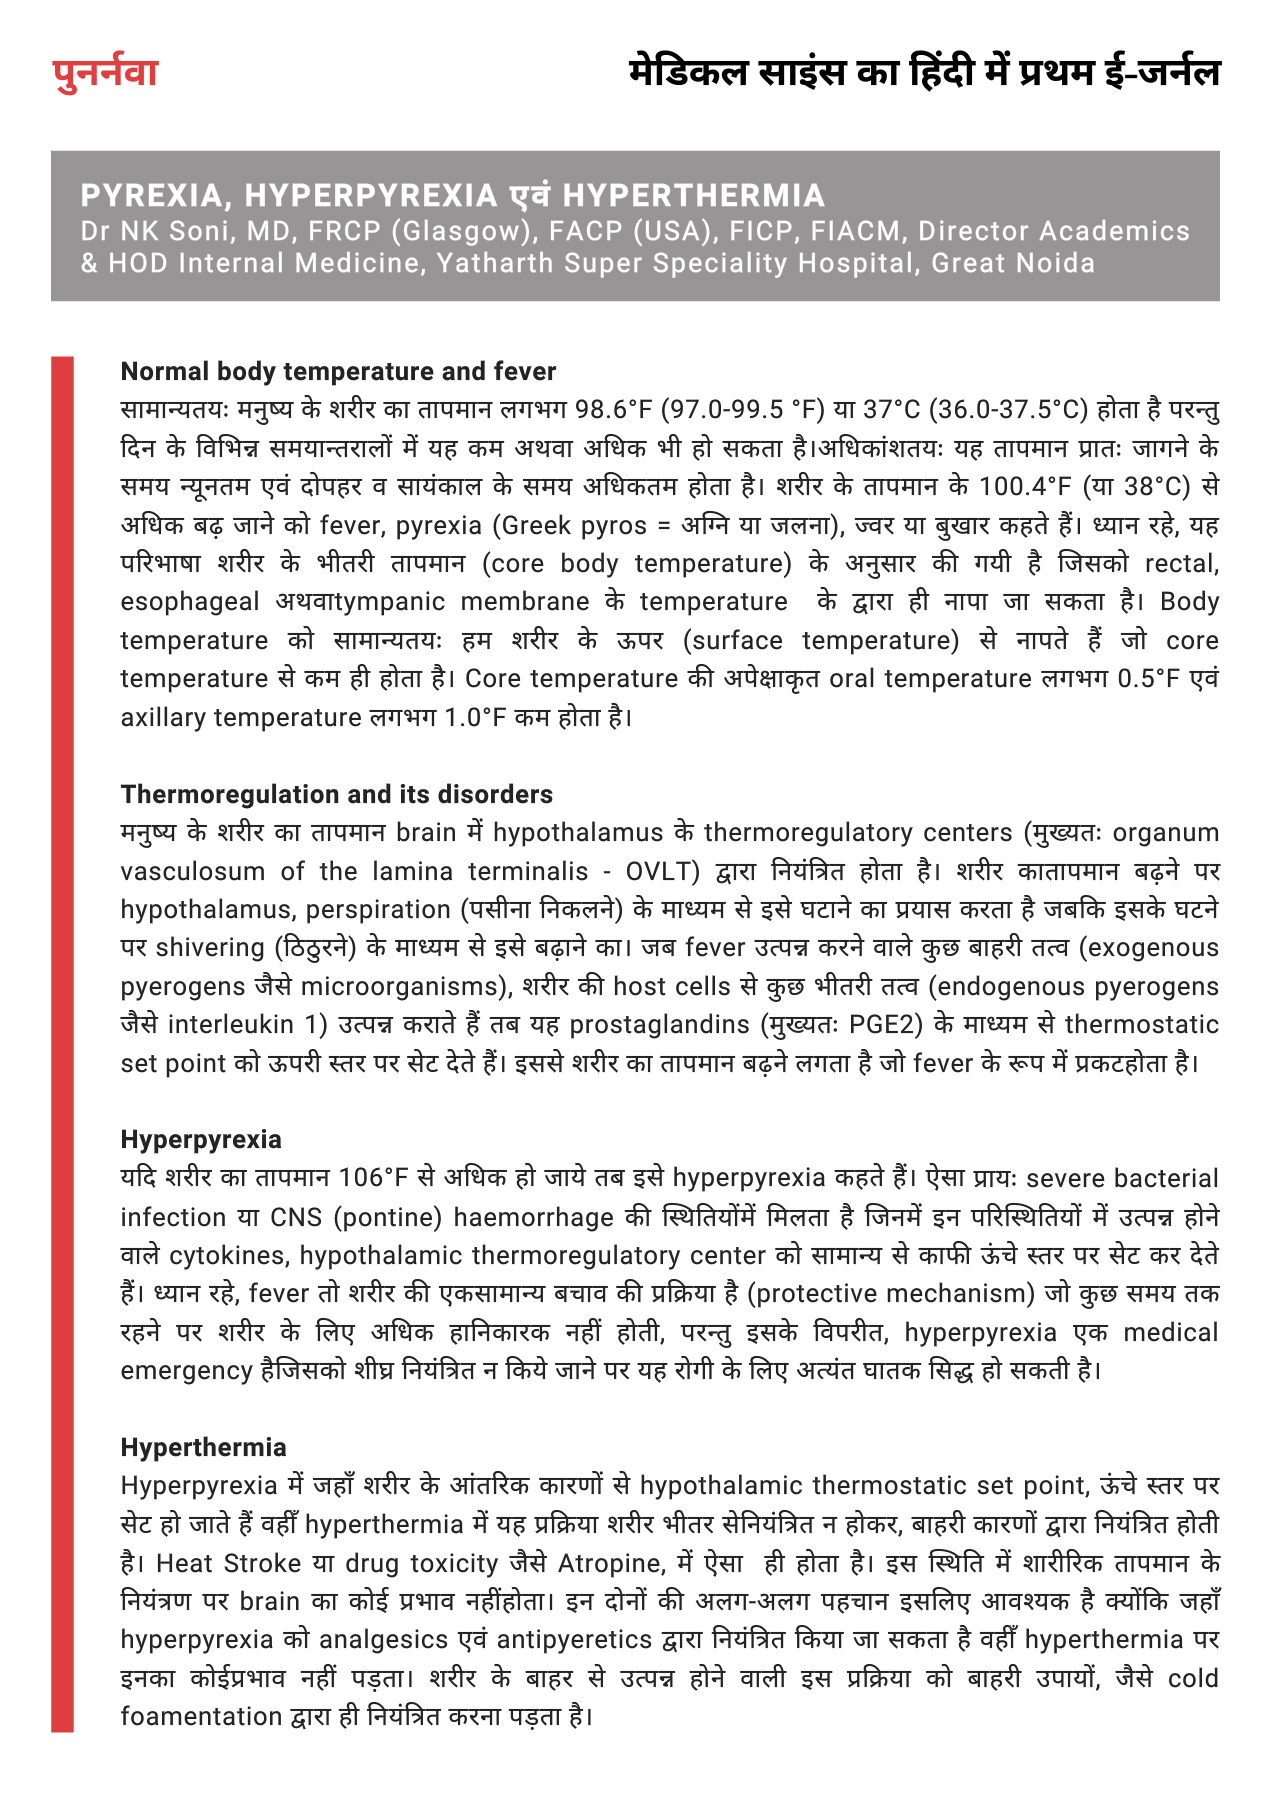 पुनर्नवा
मेडिकल साइंस का हिंदी में प्रथम ई-जर्नल
PYREXIA, HYPERPYREXIA एवं HYPERTHERMIA
Dr NK Soni, MD, FRCP (Glasgow), FACP (USA), FICP, FIACM, Director Academics
& HOD Internal Medicine, Yatharth Super Speciality Hospital, Great Noida
Normal body temperature and fever
सामान्यतयः मनुष्य के शरीर का तापमान लगभग 98.6°F (97.0-99.5 °F) या 37°C (36.0-37.5°C) होता है परन्तु
दिन के विभिन्न समयान्तरालों में यह कम अथवा अधिक भी हो सकता है।अधिकांशतयः यह तापमान प्रातः जागने के
समय न्यूनतम एवं दोपहर व सायंकाल के समय अधिकतम होता है। शरीर के तापमान के 100.4°F (या 38°C) से
अधिक बढ़ जाने को fever, pyrexia (Greek pyros = अग्नि या जलना), ज्वर या बुखार कहते हैं। ध्यान रहे, यह
परिभाषा शरीर के भीतरी तापमान (core body temperature) के अनुसार की गयी है जिसको rectal,
esophageal अथवाtympanic membrane के temperature के द्वारा ही नापा जा सकता है। Body
temperature को सामान्यतयः हम शरीर के ऊपर (surface temperature) से नापते हैं जो core
temperature से कम ही होता है। Core temperature की अपेक्षाकृत oral temperature लगभग 0.5°F एवं
axillary temperature लगभग 1.0°F कम होता है।
Thermoregulation and its disorders
मनुष्य के शरीर का तापमान brain में hypothalamus के thermoregulatory centers (मुख्यतः organum
vasculosum of the lamina terminalis - OVLT) द्वारा नियंत्रित होता है। शरीर कातापमान बढ़ने पर
hypothalamus, perspiration (पसीना निकलने) के माध्यम से इसे घटाने का प्रयास करता है जबकि इसके घटने
पर shivering (ठिठुरने) के माध्यम से इसे बढ़ाने का। जब fever उत्पन्न करने वाले कुछ बाहरी तत्व (exogenous
pyerogens जैसे microorganisms), शरीर की host cells से कुछ भीतरी तत्व (endogenous pyerogens
जैसे interleukin 1) उत्पन्न कराते हैं तब यह prostaglandins (मुख्यतः PGE2) के माध्यम से thermostatic
set point को ऊपरी स्तर पर सेट देते हैं। इससे शरीर का तापमान बढ़ने लगता है जो fever के रूप में प्रकटहोता है।
Hyperpyrexia
यदि शरीर का तापमान 106°F से अधिक हो जाये तब इसे hyperpyrexia कहते हैं। ऐसा प्रायः severe bacterial
infection या CNS (pontine) haemorrhage की स्थितियोंमें मिलता है जिनमें इन परिस्थितियों में उत्पन्न होने
वाले cytokines, hypothalamic thermoregulatory center को सामान्य से काफी ऊंचे स्तर पर सेट कर देते
हैं। ध्यान रहे, fever तो शरीर की एकसामान्य बचाव की प्रक्रिया है (protective mechanism) जो कुछ समय तक
रहने पर शरीर के लिए अधिक हानिकारक नहीं होती, परन्तु इसके विपरीत, hyperpyrexia एक medical
emergency हैजिसको शीघ्र नियंत्रित न किये जाने पर यह रोगी के लिए अत्यंत घातक सिद्ध हो सकती है।
Hyperthermia
Hyperpyrexia में जहाँ शरीर के आंतरिक कारणों से hypothalamic thermostatic set point, ऊंचे स्तर पर
सेट हो जाते हैं वहीँ hyperthermia में यह प्रक्रिया शरीर भीतर सेनियंत्रित न होकर, बाहरी कारणों द्वारा नियंत्रित होती
है। Heat Stroke या drug toxicity जैसे Atropine, में ऐसा ही होता है। इस स्थिति में शारीरिक तापमान के
नियंत्रण पर brain का कोई प्रभाव नहींहोता। इन दोनों की अलग-अलग पहचान इसलिए आवश्यक है क्योंकि जहाँ
hyperpyrexia को analgesics एवं antipyeretics द्वारा नियंत्रित किया जा सकता है वहीँ hyperthermia पर
इनका कोईप्रभाव नहीं पड़ता। शरीर के बाहर से उत्पन्न होने वाली इस प्रक्रिया को बाहरी उपायों, जैसे cold
foamentation द्वारा ही नियंत्रित करना पड़ता है।